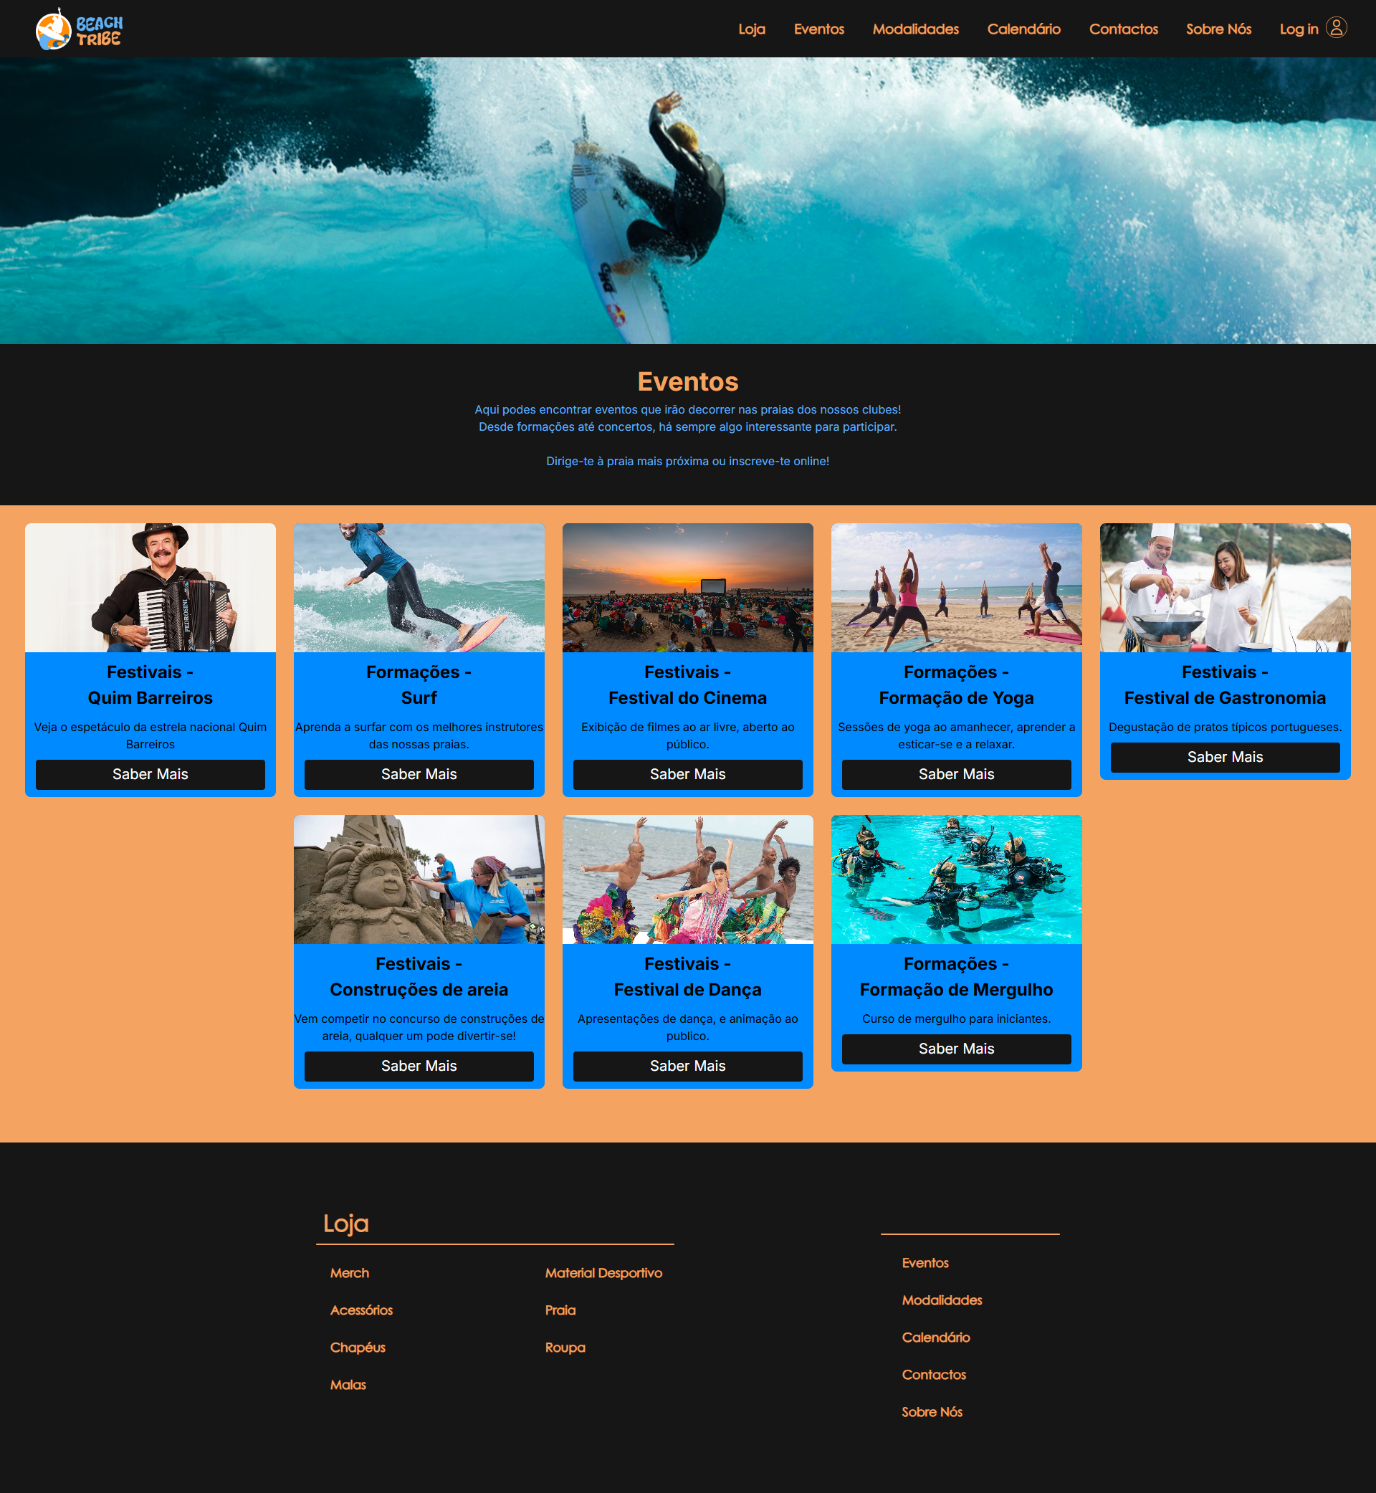 BEACH
TRIBE
Loja Eventos Modalidades Calendário Contactos Sobre Nós Log in
Eventos
Aqui podes encontrar eventos que irão decorrer nas praias dos nossos clubes!
Desde formações até concertos, há sempre algo interessante para participar.
Dirige-te à praia mais próxima ou inscreve-te online!
Festivais -
Quim Barreiros
Veja o espetáculo da estrela nacional Quim
Barreiros
Saber Mais
Formações -
Surf
Aprenda a surfar com os melhores instrutores
das nossas praias.
Saber Mais
Festivais -
Festival do Cinema
Exibição de filmes ao ar livre, aberto ao
público.
Saber Mais
Formações -
Formação de Yoga
Sessões de yoga ao amanhecer, aprender a
esticar-se e a relaxar.
Saber Mais
Festivais -
Festival de Gastronomia
Degustação de pratos típicos portugueses.
Saber Mais
Festivais -
Construções de areia
Vem competir no concurso de construções de
areia, qualquer um pode divertir-se!
Saber Mais
Festivais -
Festival de Dança
Apresentações de dança, e animação ao
publico.
Saber Mais
Formações -
Formação de Mergulho
Curso de mergulho para iniciantes.
Saber Mais
Loja
Merch
Acessórios
Chapéus
Malas
Material Desportivo
Praia
Roupa
Eventos
Modalidades
Calendário
Contactos
Sobre Nós